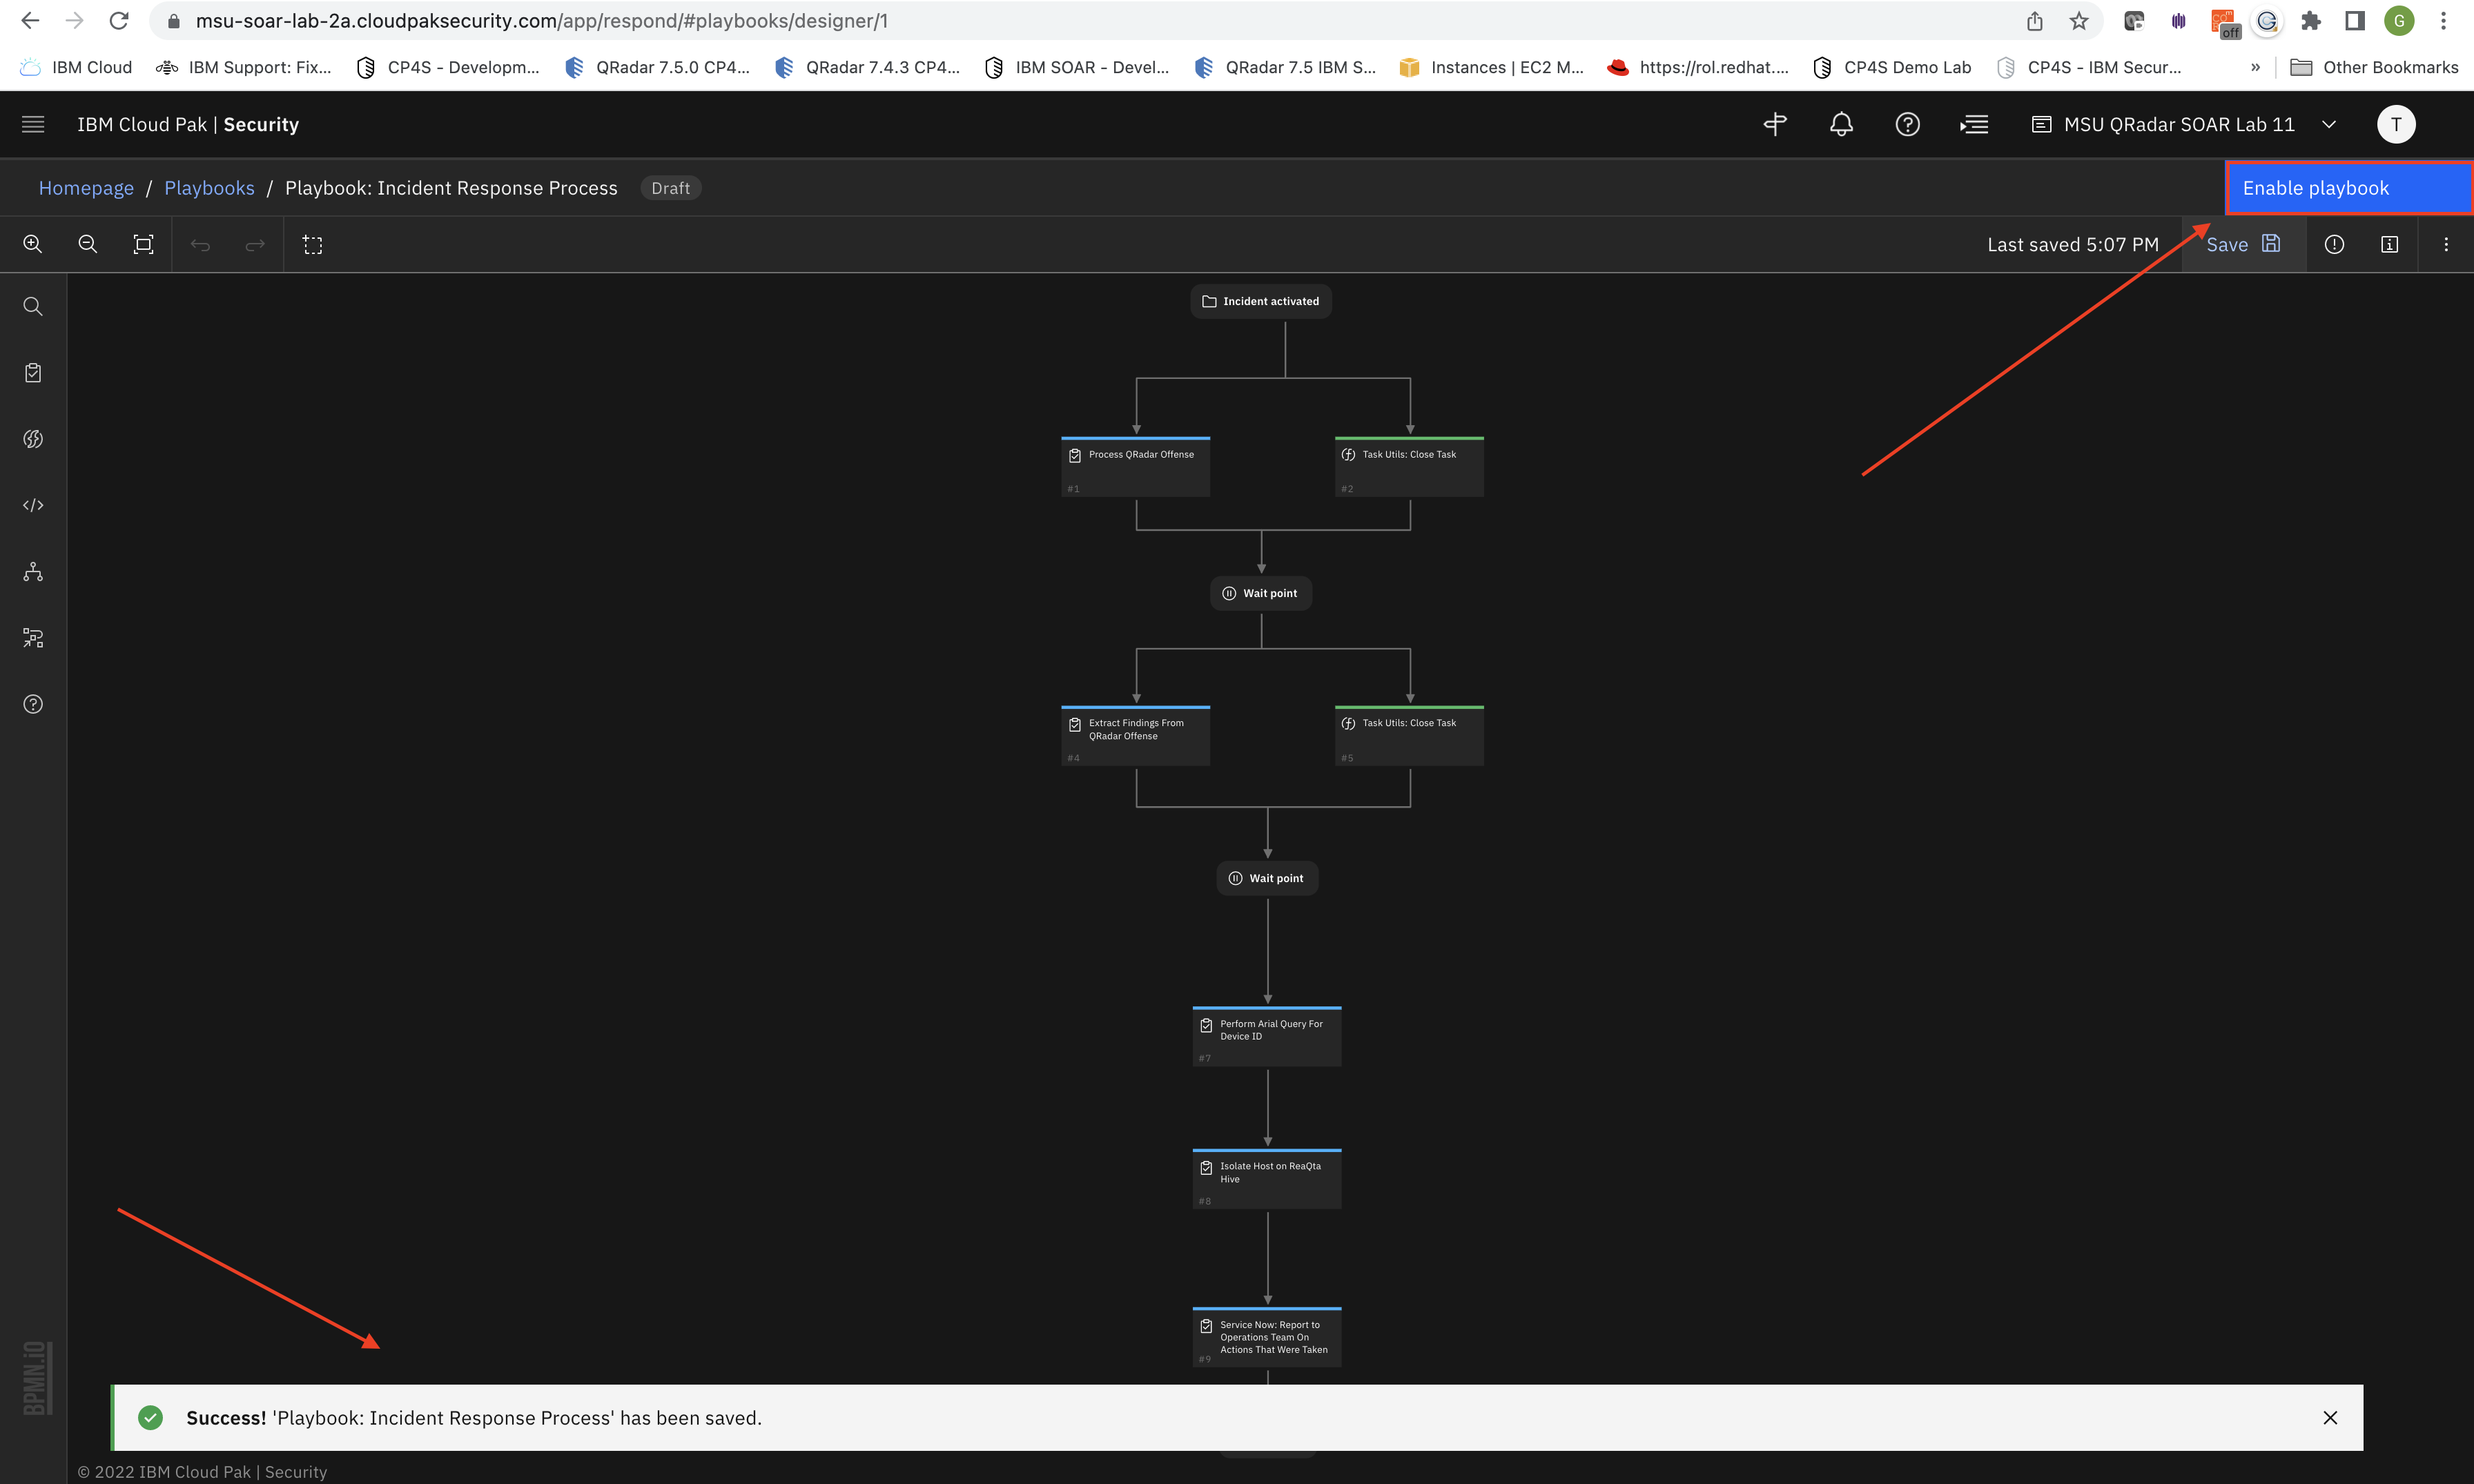 msu-soar-lab-2a.cloudpaksecurity.com/app/respond/#playbooks/designer/1
off
G
IBM Cloud
IBM Support: Fix...
CP4S - Developm...
QRadar 7.5.0 CP4...
QRadar 7.4.3 CP4...
IBM SOAR - Devel...
QRadar 7.5 IBM S...
Instances | EC2 M...
https://rol.redhat....
CP4S Demo Lab
CP4S - IBM Secur...
»
Other Bookmarks
IBM Cloud Pak | Security
MSU QRadar SOAR Lab 11
T
Homepage / Playbooks / Playbook: Incident Response Process
Draft
Enable playbook
Last saved 5:07 PM
Save
Incident activated
Process QRadar Offense
#1
Task Utils: Close Task
#2
Wait point
Extract Findings From
QRadar Offense
#4
Task Utils: Close Task
#5
Wait point
Perform Arial Query For
Device ID
#7
Isolate Host on ReaQta
Hive
#8
Service Now: Report to
Operations Team On
Actions That Were Taken
#9
BPMN.iO
Success! 'Playbook: Incident Response Process' has been saved.
© 2022 IBM Cloud Pak | Security